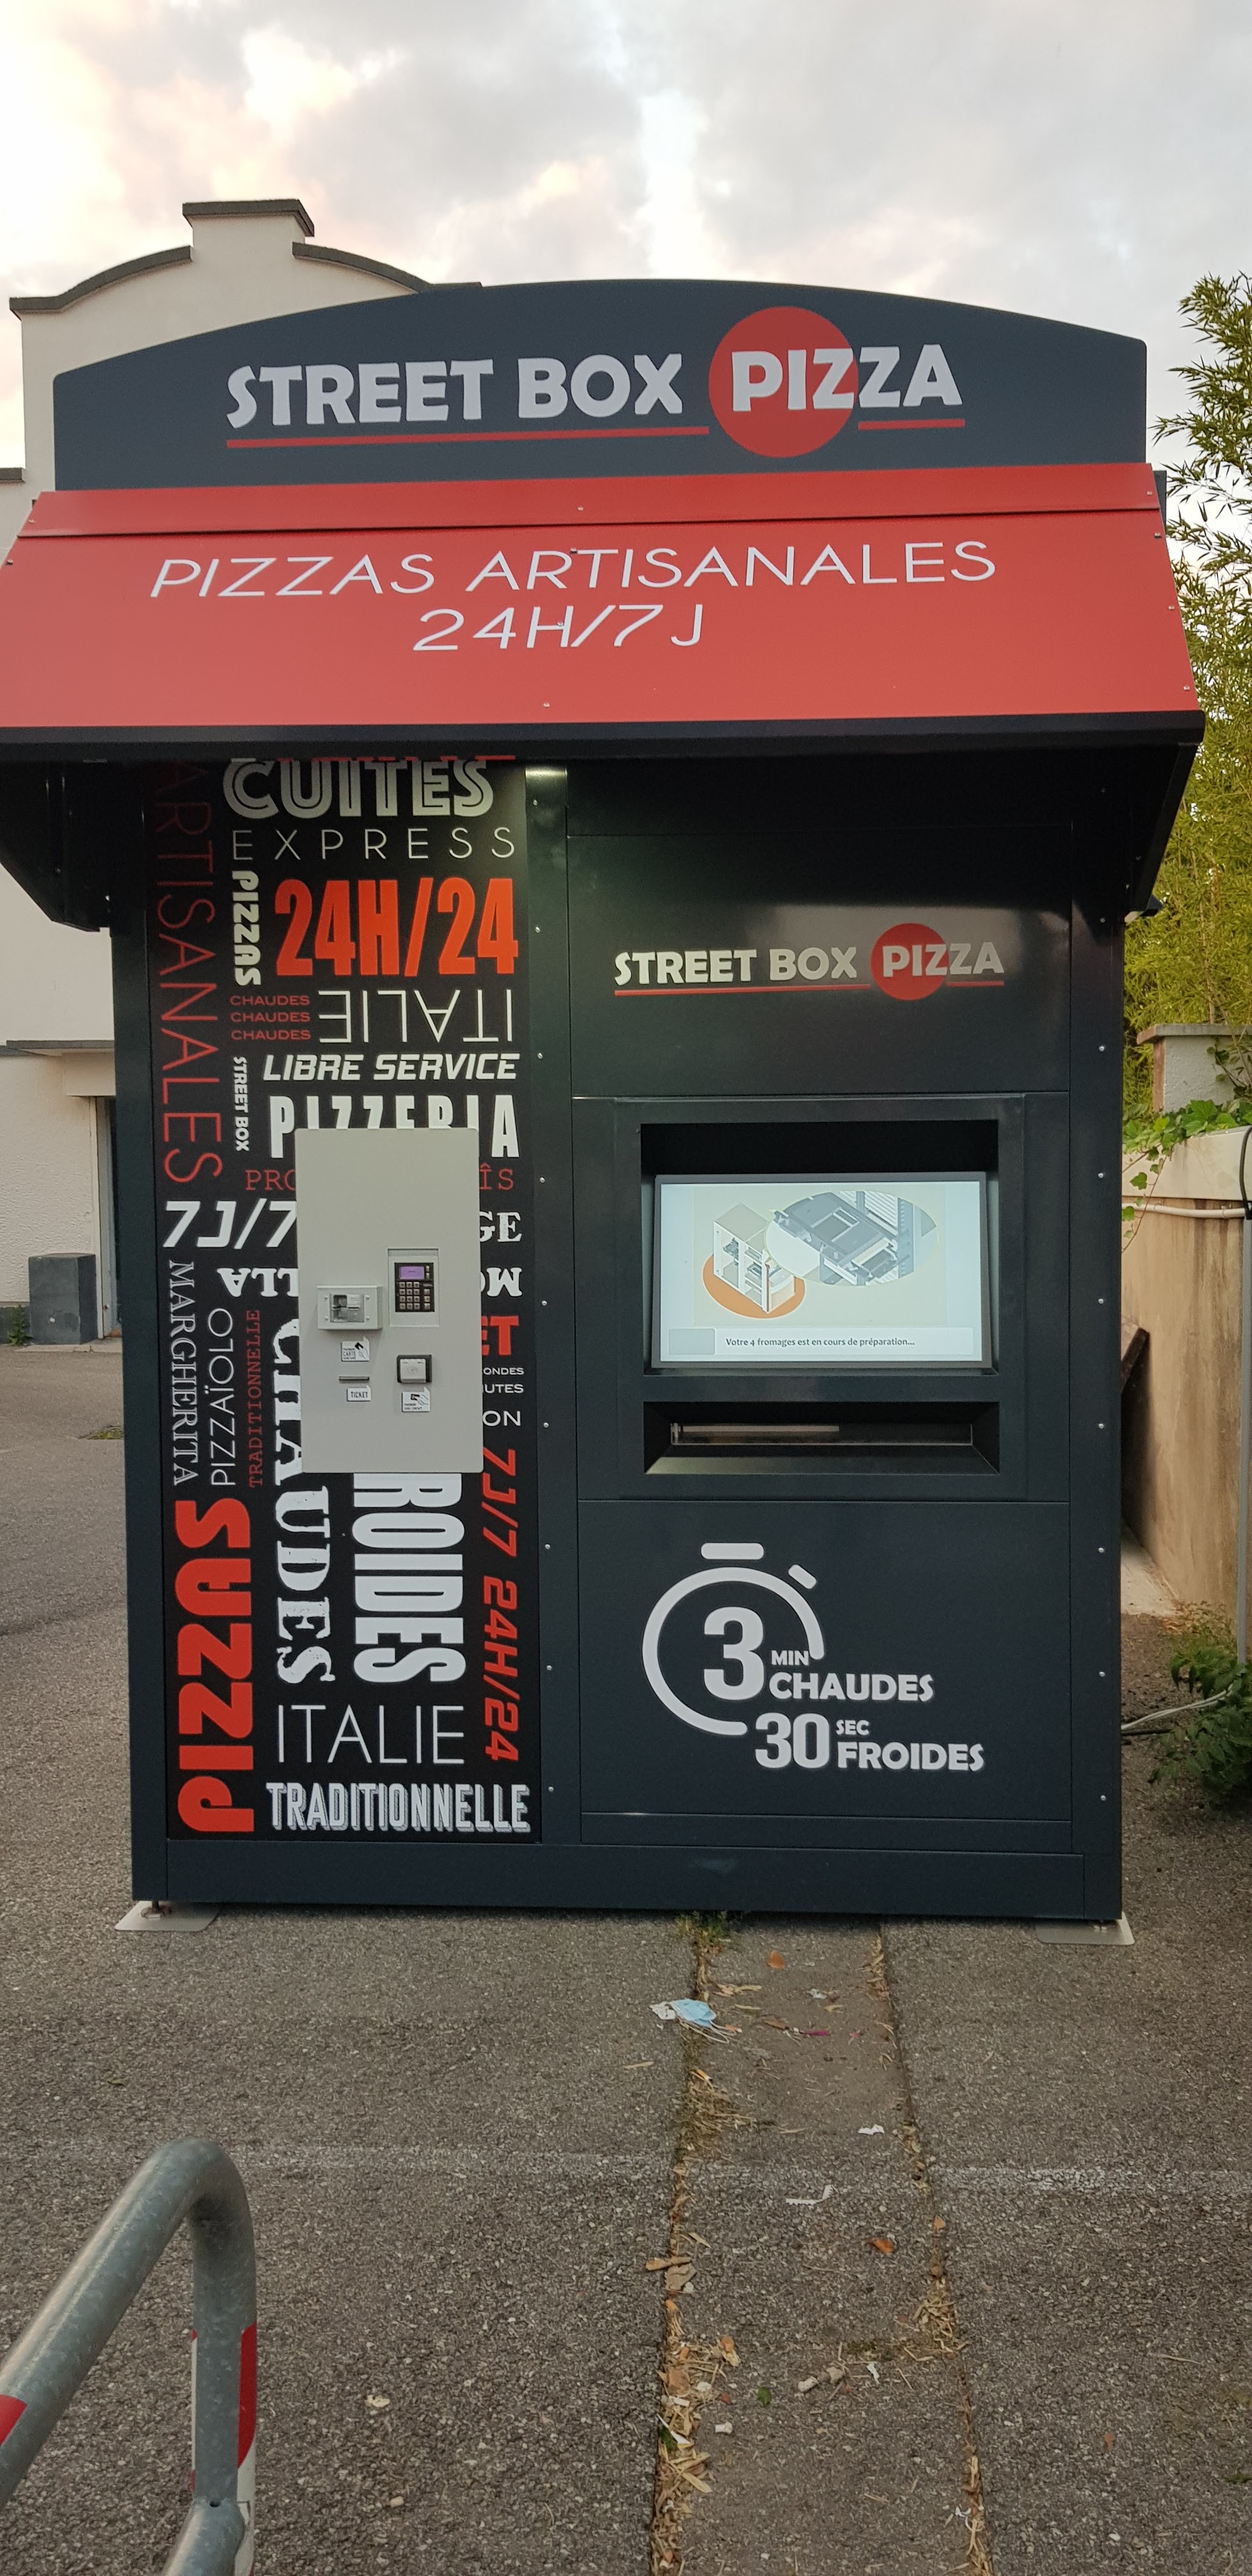 STREET BOX PIZZA
PIZZAS ARTISANALES
24H/7J
ARTISANALES
CUITES
EXPRESS
PIZZAS
24H/24
CHAUDES
CHAUDES
CHAUDES
ITALIE
LIBRE SERVICE
STREET BOX
PIZZERIA
7J/7
MARGHERITA
PIZZAÏOLO
TRADITIONNELLE
CHAUDES
7J/7 24H/24
PIZZAS
ITALIE
TRADITIONNELLE
TICKET
STREET BOX PIZZA
Votre 4 fromages est en cours de préparation...
3 MIN
CHAUDES
30 SEC
FROIDES